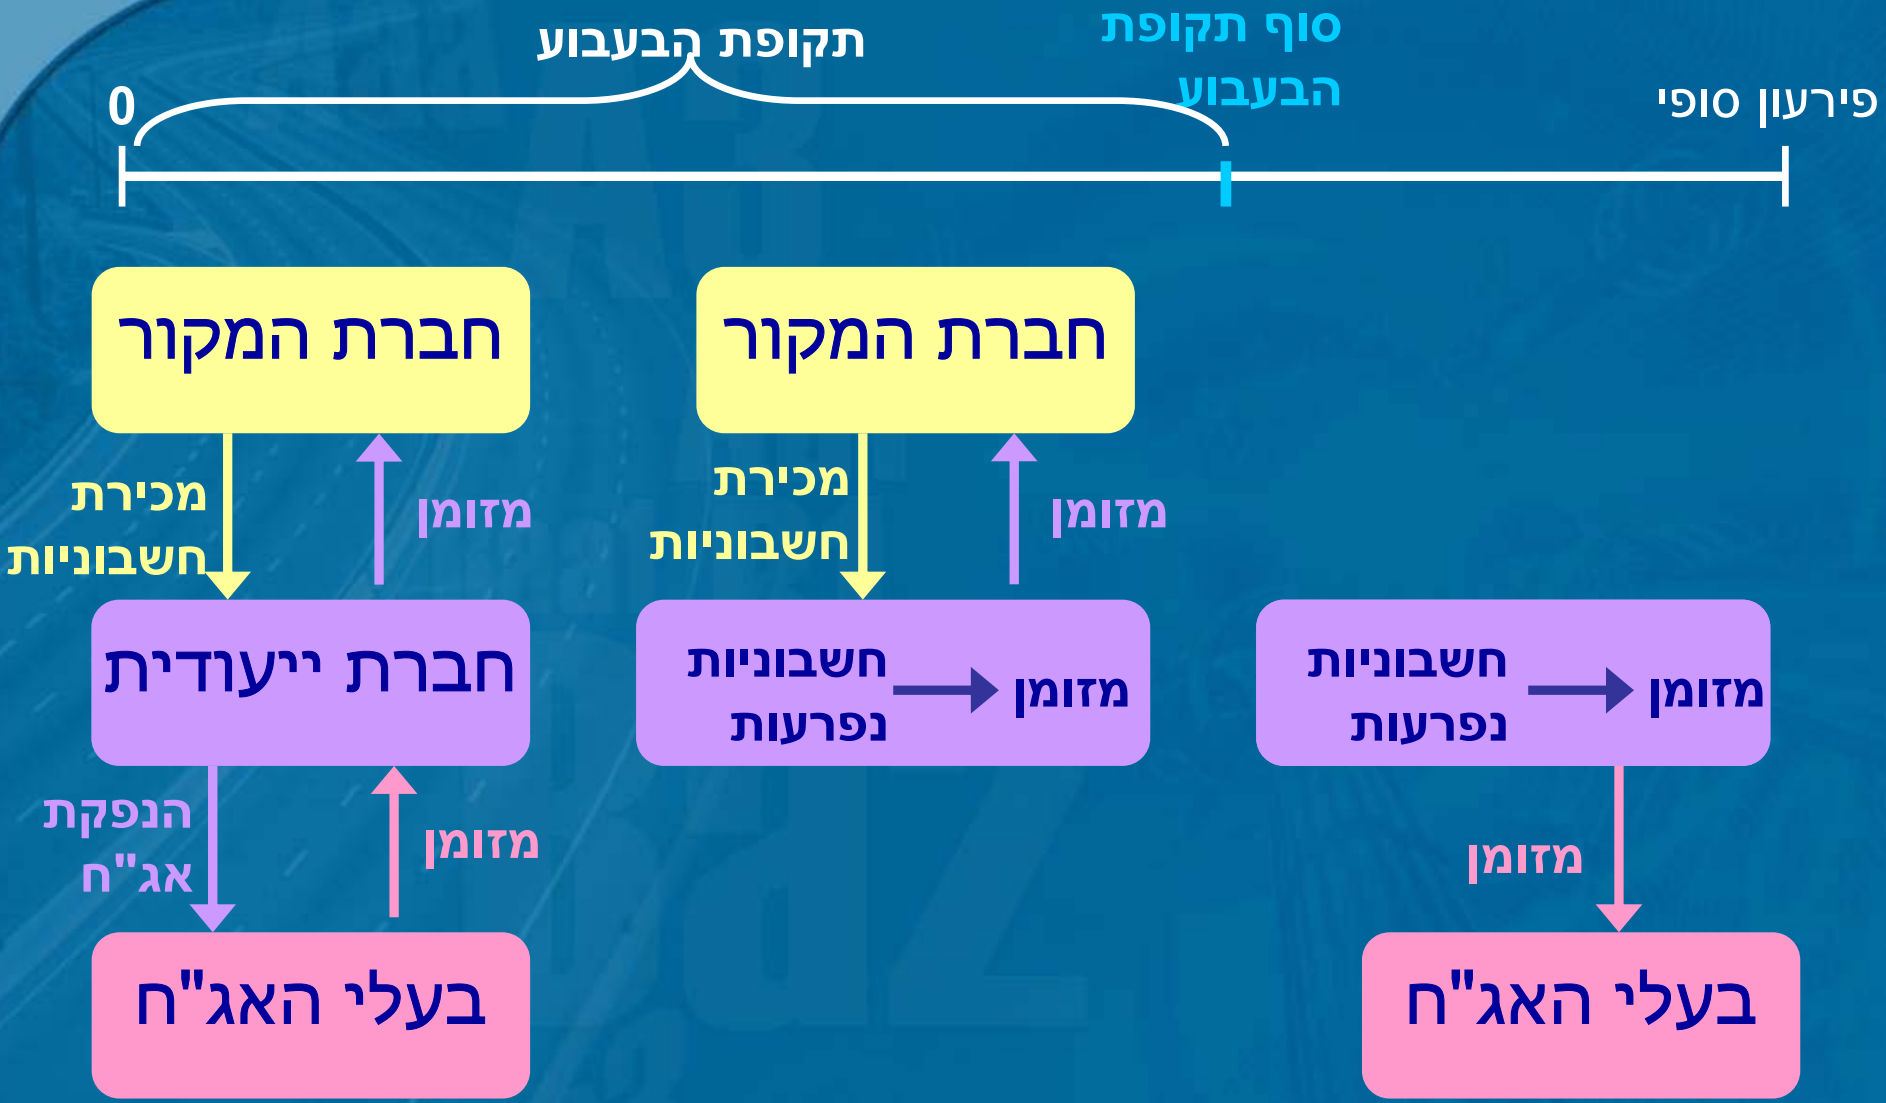 תקופת הבעבוע
סוף תקופת
הבעבוע
0
פירעון סופי
חברת המקור
חברת המקור
מכירת
חשבוניות
מזומן
מכירת
חשבוניות
מזומן
חברת ייעודית
חשבוניות
נפרעות
מזומן
חשבוניות
נפרעות
מזומן
הנפקת
אג"ח
מזומן
מזומן
בעלי האג"ח
בעלי האג"ח